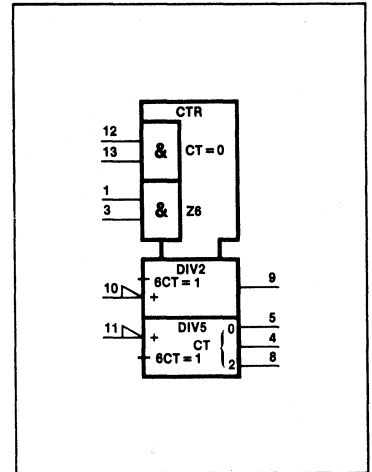 CTR
12
13
& CT=0
1
3
& Z6
DIV2
6CT = 1
10 +
9
DIV5
11 +
CT { 0 2
6CT = 1
5
4
8